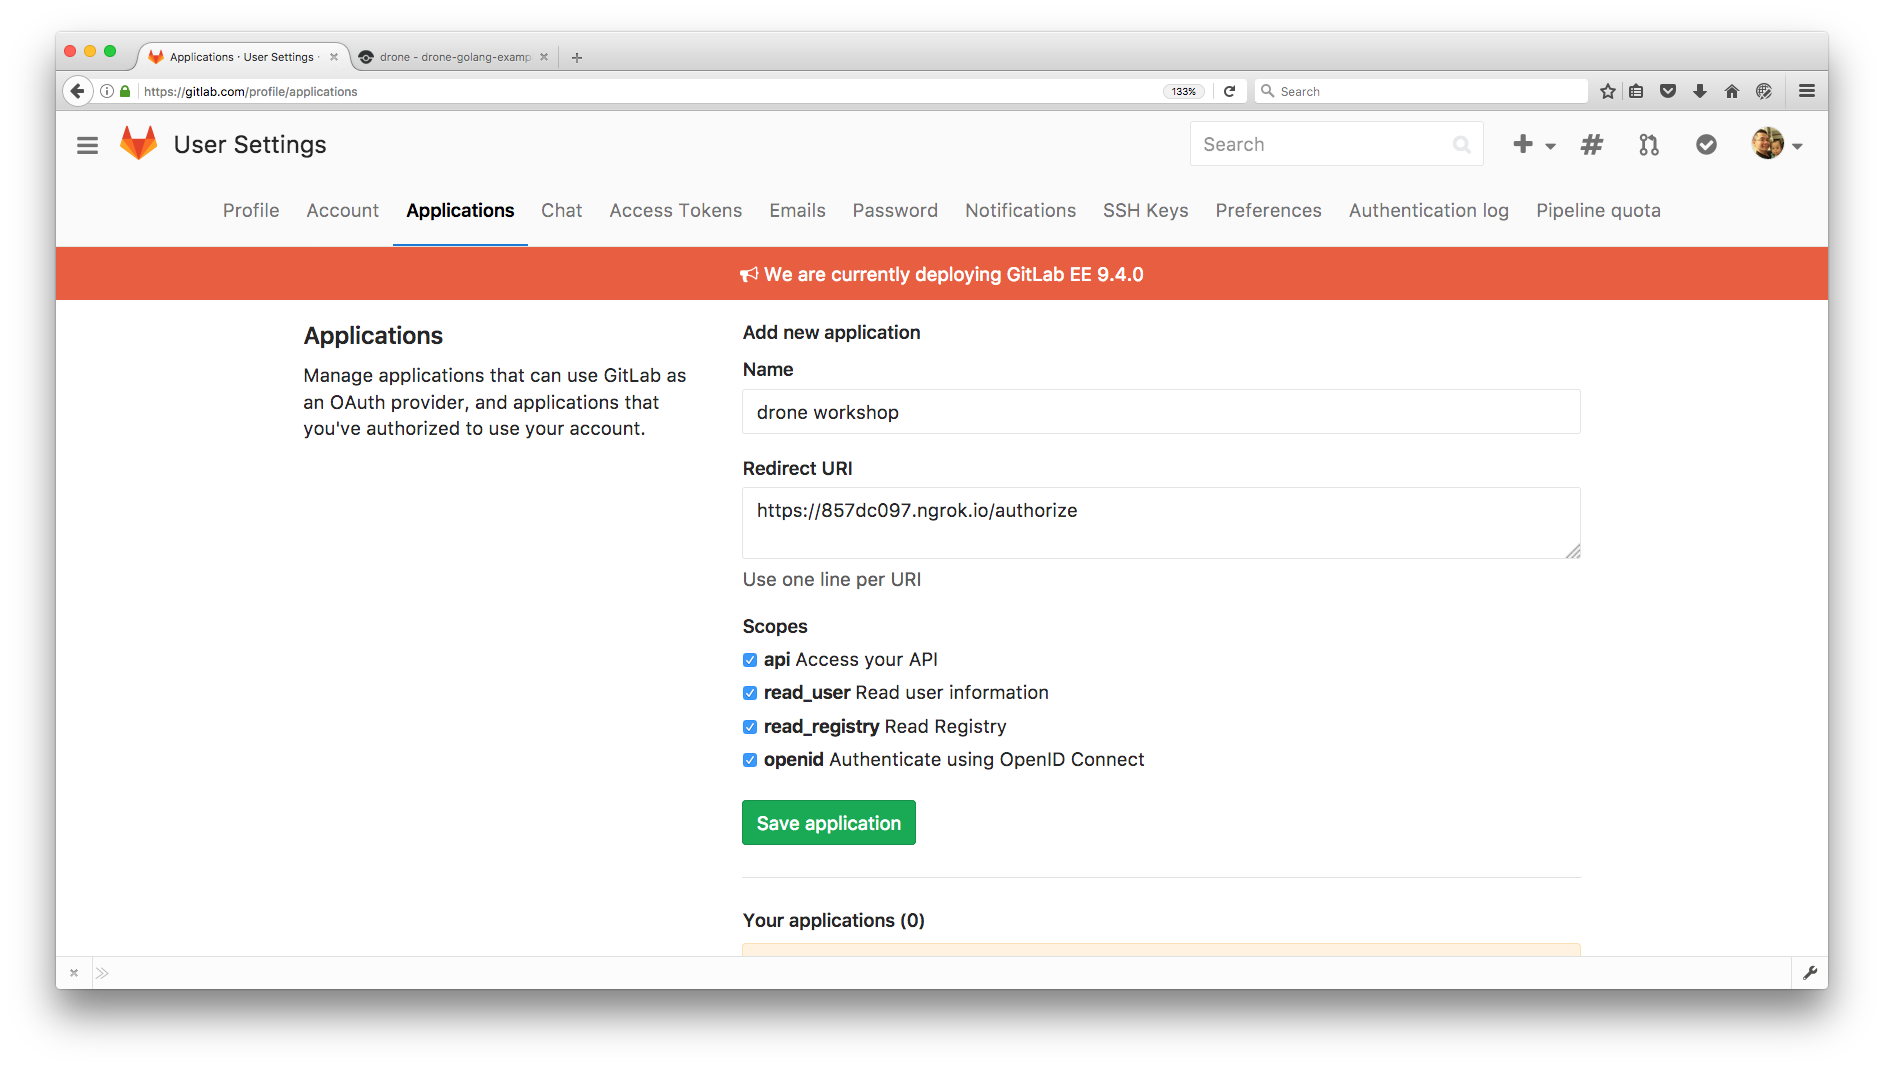 Applications · User Settings ·
drone - drone-golang-examp
https://gitlab.com/profile/applications
133%
Search
User Settings
Search
Profile
Account
Applications
Chat
Access Tokens
Emails
Password
Notifications
SSH Keys
Preferences
Authentication log
Pipeline quota
We are currently deploying GitLab EE 9.4.0
Applications
Manage applications that can use GitLab as
an OAuth provider, and applications that
you've authorized to use your account.
Add new application
Name
drone workshop
Redirect URI
https://857dc097.ngrok.io/authorize
Use one line per URI
Scopes
api Access your API
read_user Read user information
read_registry Read Registry
openid Authenticate using OpenID Connect
Save application
Your applications (0)